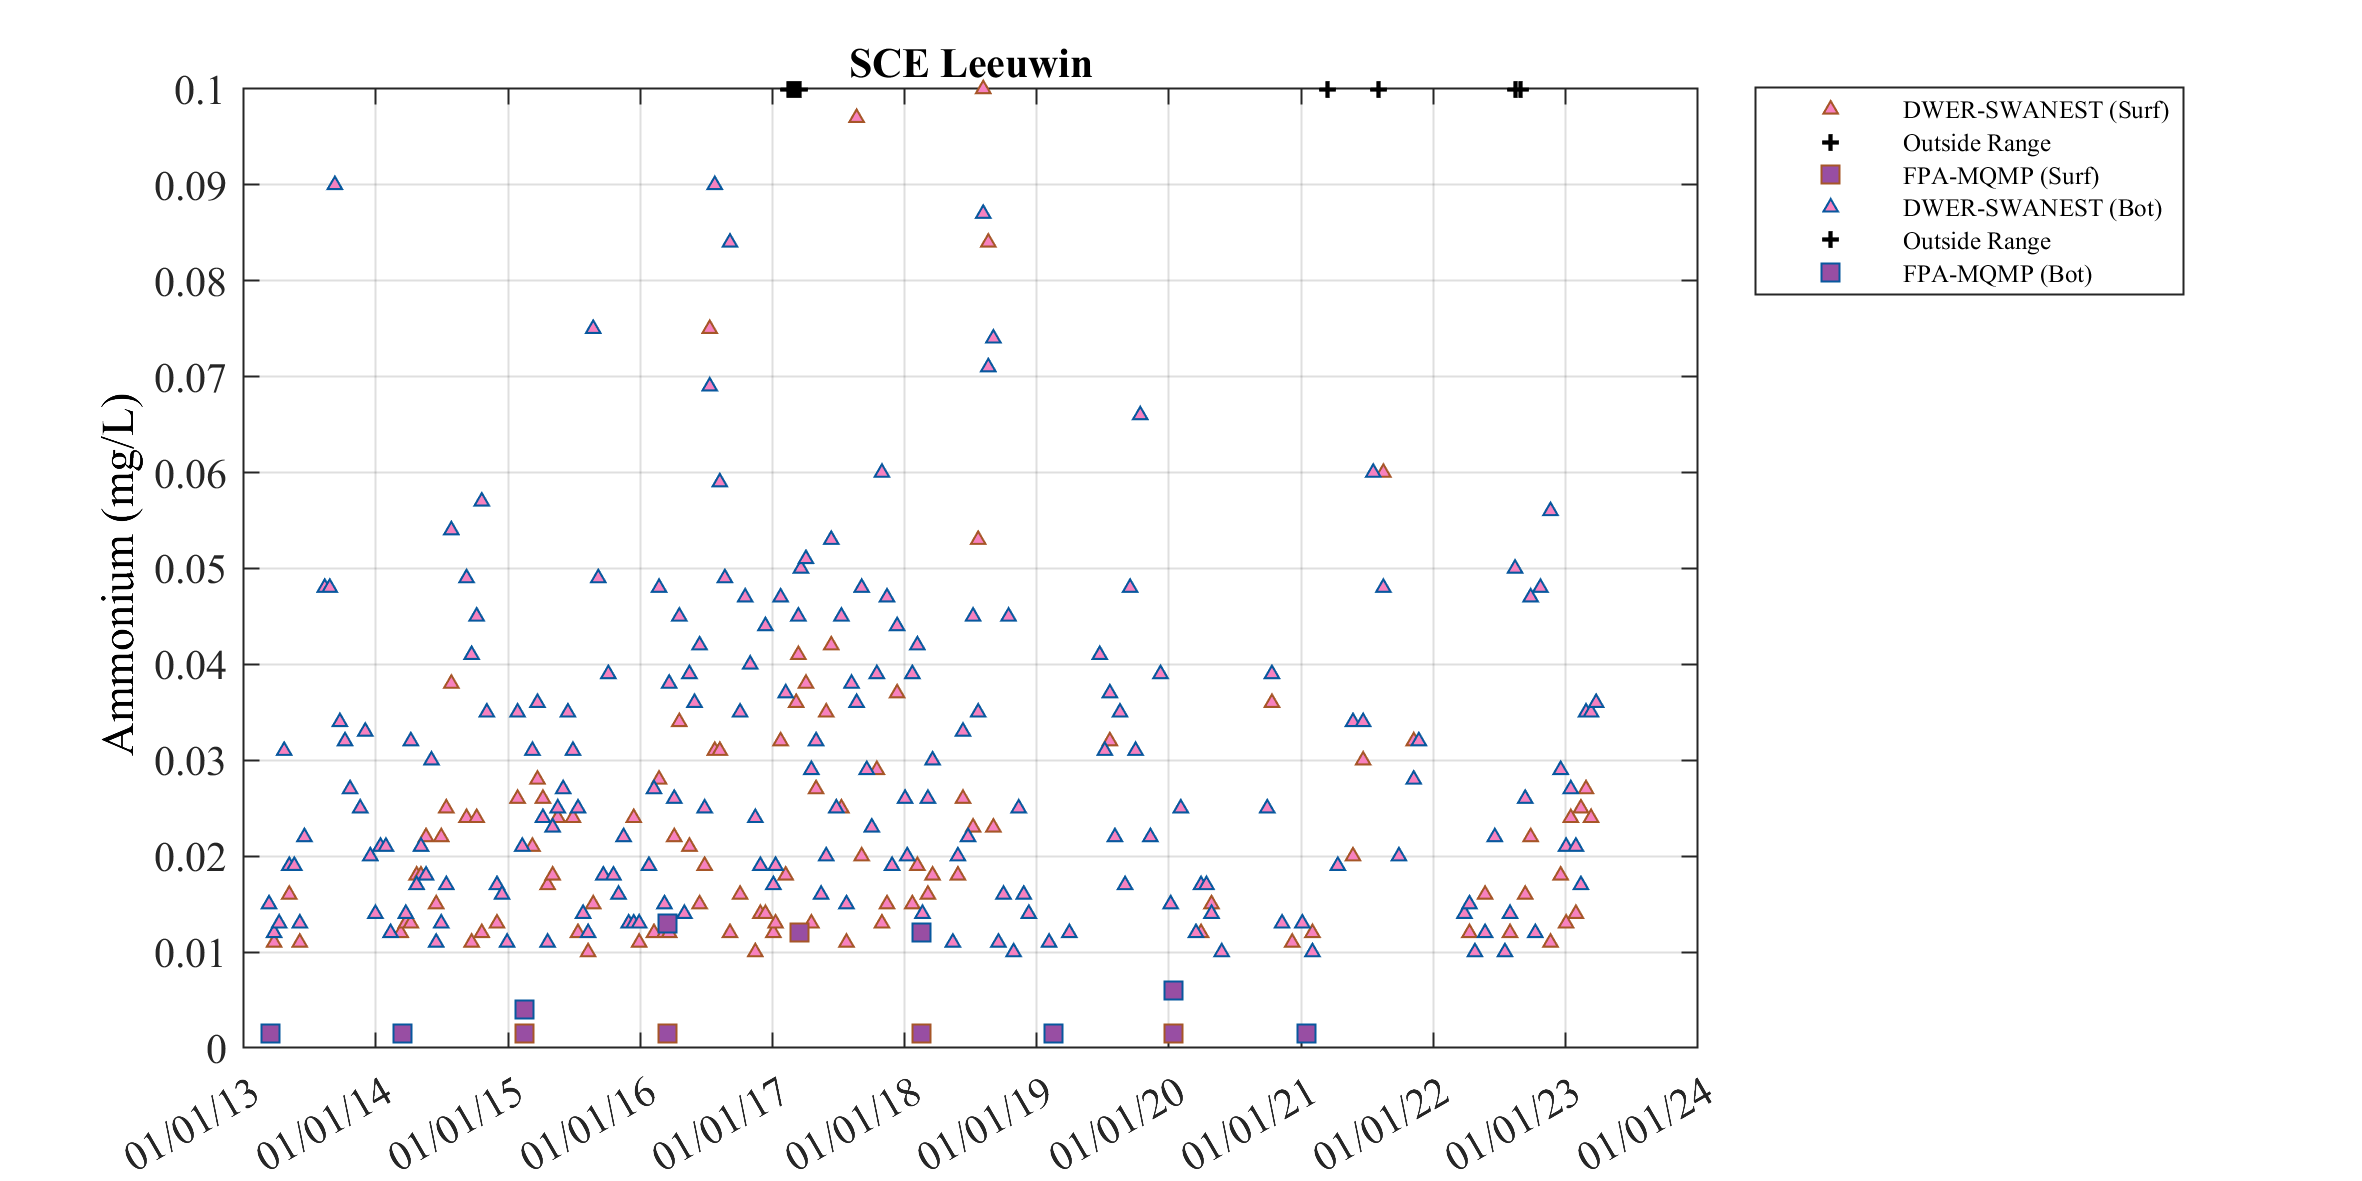 SCE Leeuwin
Ammonium (mg/L)
0.1
0.09
0.08
0.07
0.06
0.05
0.04
0.03
0.02
0.01
0
01/01/13
01/01/14
01/01/15
01/01/16
01/01/17
01/01/18
01/01/19
01/01/20
01/01/21
01/01/22
01/01/23
01/01/24
DWER-SWANEST (Surf)
Outside Range
FPA-MQMP (Surf)
DWER-SWANEST (Bot)
Outside Range
FPA-MQMP (Bot)